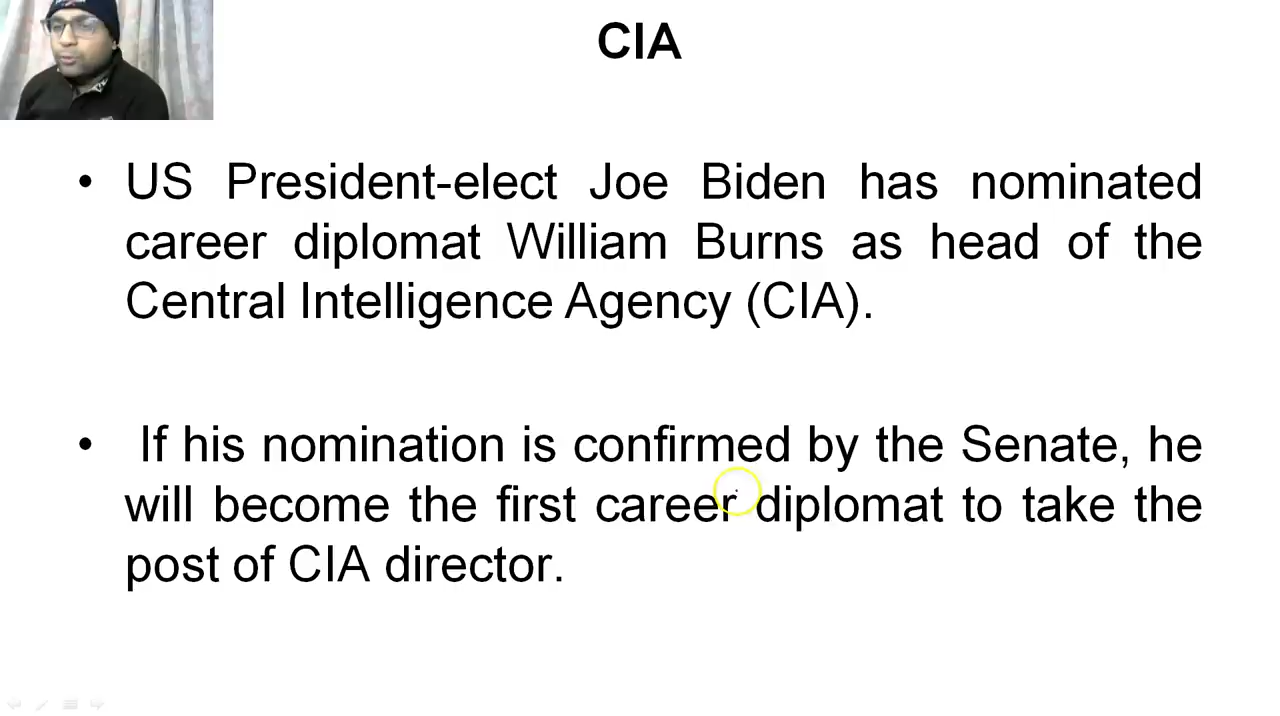 CIA
• US President-elect Joe Biden has nominated
career diplomat William Burns as head of the
Central Intelligence Agency (CIA).
• If his nomination is confirmed by the Senate, he
will become the first career diplomat to take the
post of CIA director.